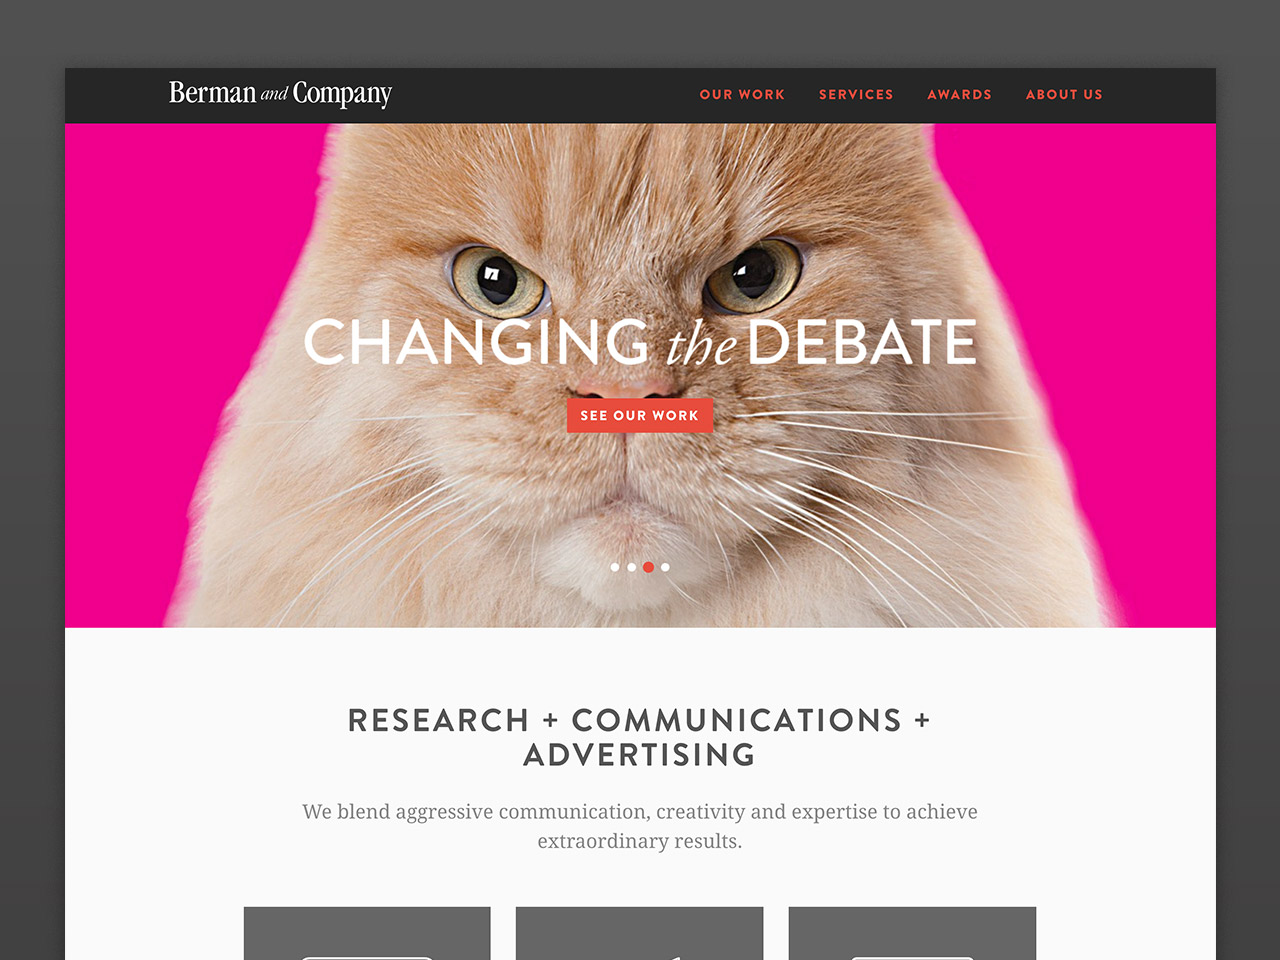 Berman and Company
OUR WORK SERVICES AWARDS ABOUT US
CHANGING the DEBATE
SEE OUR WORK
RESEARCH + COMMUNICATIONS +
ADVERTISING
We blend aggressive communication, creativity and expertise to achieve
extraordinary results.